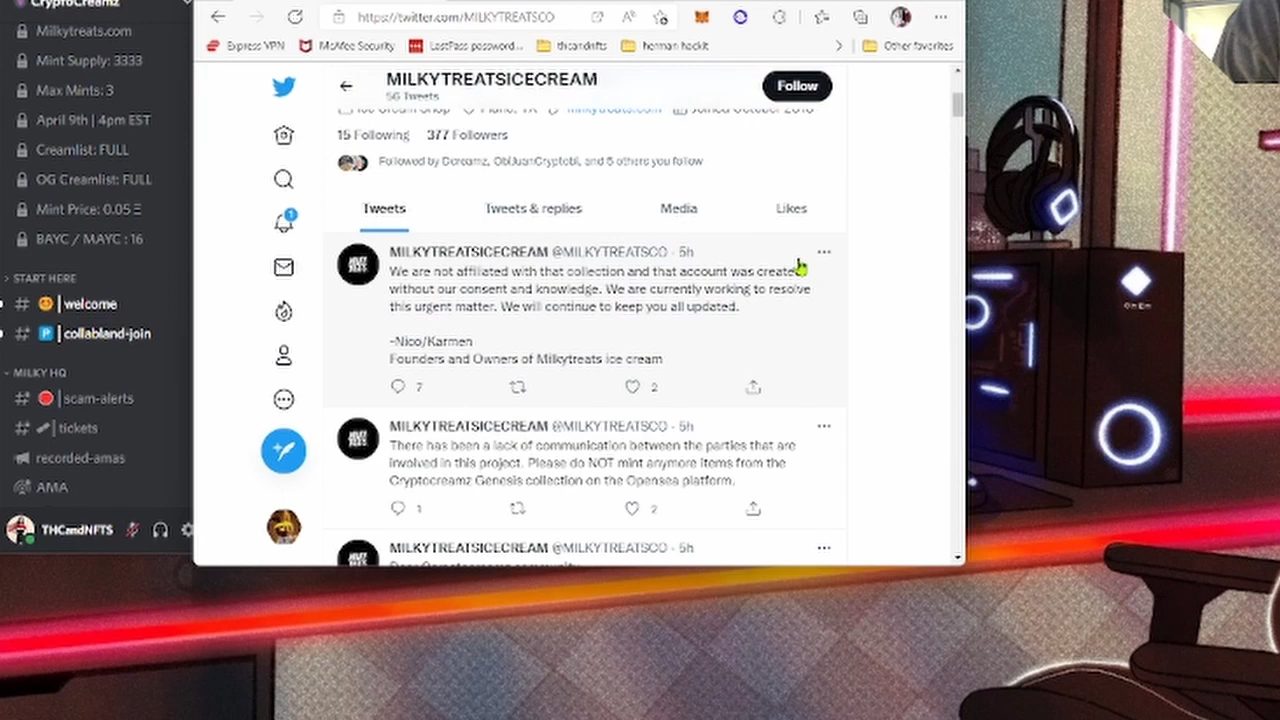 CryptoCreamz
Milkytreats.com
Mint Supply: 3333
Max Mints: 3
April 9th | 4pm EST
Creamlist: FULL
OG Creamlist: FULL
Mint Price: 0.05 Ξ
BAYC / MAYC : 16
START HERE
# | welcome
# P | collabland-join
MILKY HQ
# | scam-alerts
# | tickets
recorded-amas
AMA
THCandNFTS
https://twitter.com/MILKYTREATSCO
Express VPN
McAfee Security
LastPass password...
thcandnfts
herman hackit
Other favorites
MILKYTREATSICECREAM
56 Tweets
Follow
Ice Cream Shop Plano, TX milkytreats.com Joined October 2018
15 Following 377 Followers
Followed by Dcreamz, ObiJuanCryptobi, and 5 others you follow
Tweets Tweets & replies Media Likes
MILKYTREATSICECREAM @MILKYTREATSCO · 5h
We are not affiliated with that collection and that account was create
without our consent and knowledge. We are currently working to resolve
this urgent matter. We will continue to keep you all updated.
-Nico/Karmen
Founders and Owners of Milkytreats ice cream
7 2
MILKYTREATSICECREAM @MILKYTREATSCO · 5h
There has been a lack of communication between the parties that are
involved in this project. Please do NOT mint anymore items from the
Cryptocreamz Genesis collection on the Opensea platform.
1 2
MILKYTREATSICECREAM @MILKYTREATSCO · 5h